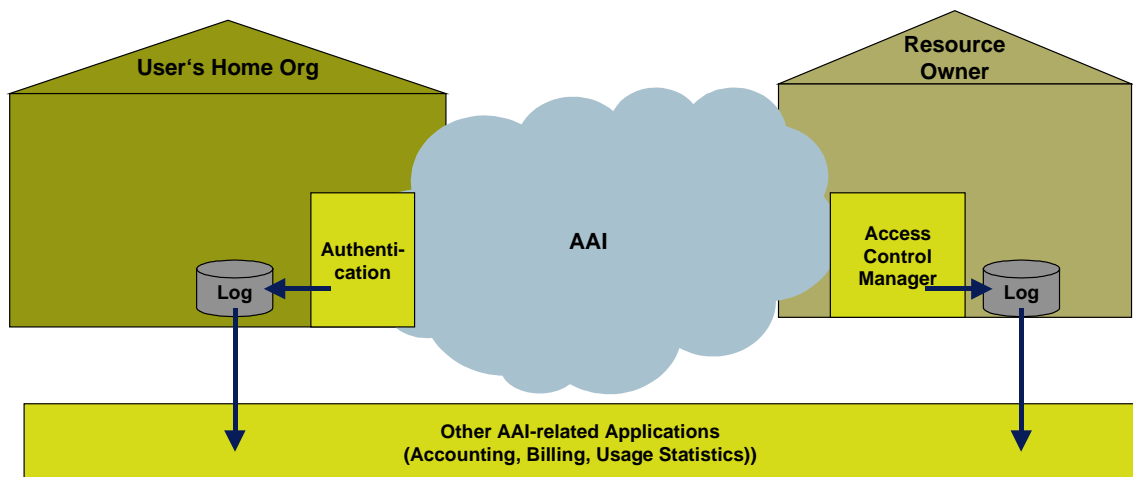 User‘s Home Org
Resource
Owner
AAI
Authenti-
cation
Access
Control
Manager
Log
Log
Other AAI-related Applications
(Accounting, Billing, Usage Statistics))